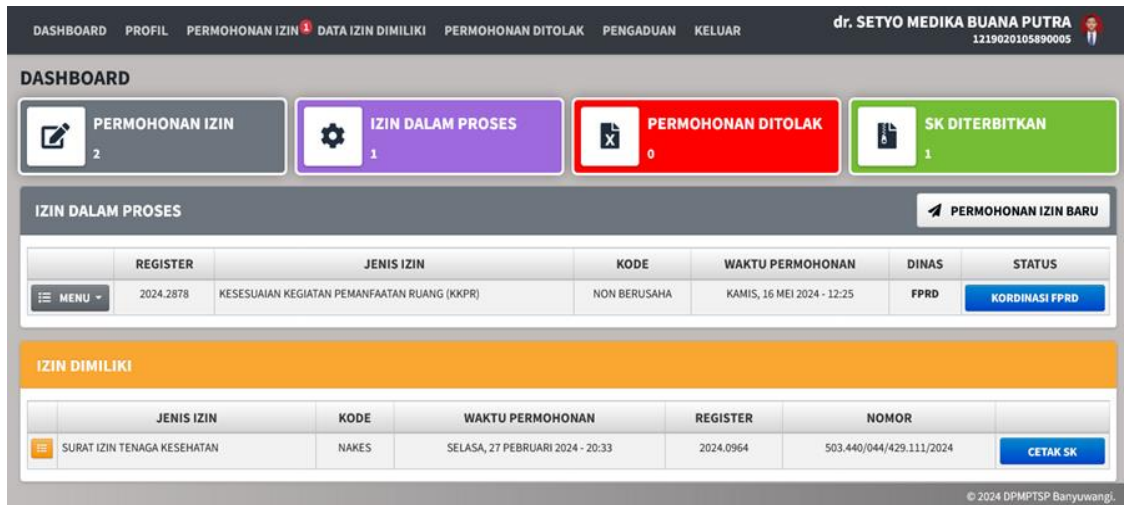 DASHBOARD PROFIL PERMOHONAN IZIN 1 DATA IZIN DIMILIKI PERMOHONAN DITOLAK PENGADUAN KELUAR dr. SETYO MEDIKA BUANA PUTRA
1219020105890005
DASHBOARD
PERMOHONAN IZIN
2
IZIN DALAM PROSES
1
PERMOHONAN DITOLAK
0
SK DITERBITKAN
1
IZIN DALAM PROSES PERMOHONAN IZIN BARU
REGISTER JENIS IZIN KODE WAKTU PERMOHONAN DINAS STATUS
MENU 2024.2878 KESESUAIAN KEGIATAN PEMANFAATAN RUANG (KKPR) NON BERUSAHA KAMIS, 16 MEI 2024 - 12:25 FPRD KORDINASI FPRD
IZIN DIMILIKI
JENIS IZIN KODE WAKTU PERMOHONAN REGISTER NOMOR
SURAT IZIN TENAGA KESEHATAN NAKES SELASA, 27 PEBRUARI 2024 - 20:33 2024.0964 503.440/044/429.111/2024 CETAK SK
© 2024 DPMPTSP Banyuwangi.